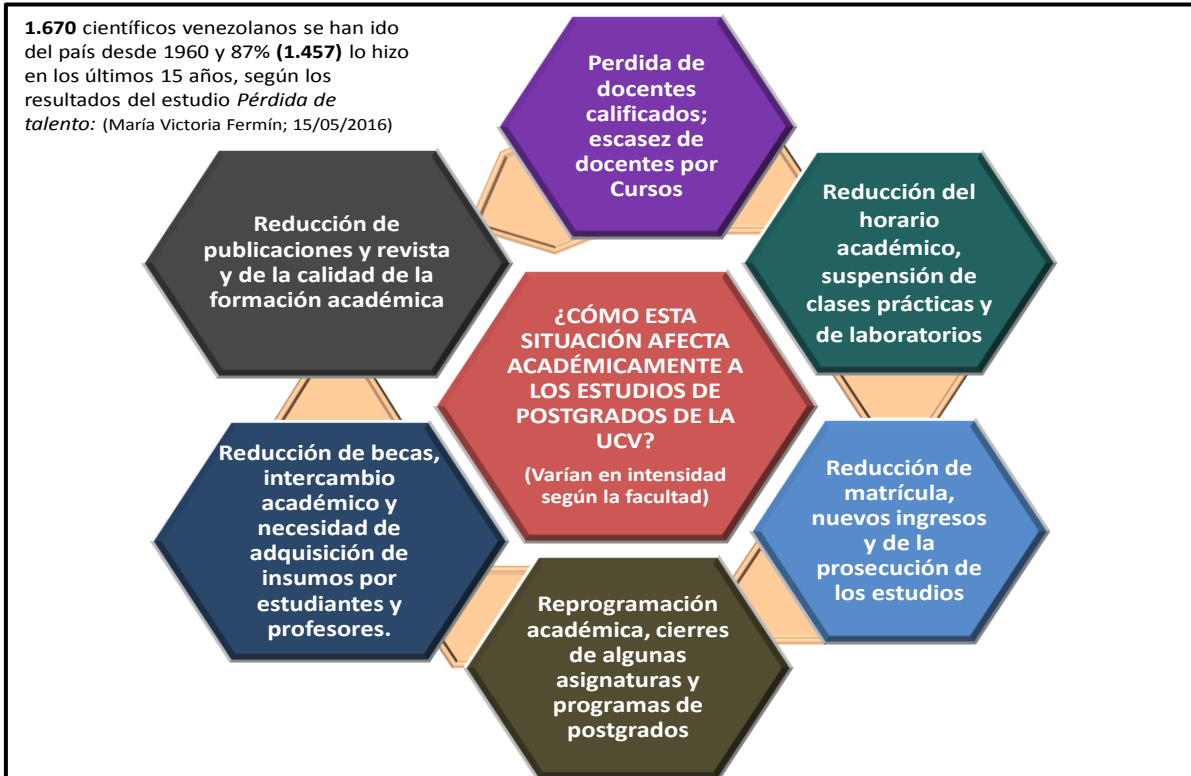 1.670 científicos venezolanos se han ido
del país desde 1960 y 87% (1.457) lo hizo
en los últimos 15 años, según los
resultados del estudio Pérdida de
talento: (María Victoria Fermín; 15/05/2016)
Perdida de
docentes
calificados;
escasez de
docentes por
Cursos
Reducción del
horario
académico,
suspensión de
clases prácticas y
de laboratorios
Reducción de
matrícula,
nuevos ingresos
y de la
prosecución de
los estudios
Reprogramación
académica, cierres
de algunas
asignaturas y
programas de
postgrados
Reducción de becas,
intercambio
académico y
necesidad de
adquisición de
insumos por
estudiantes y
profesores.
Reducción de
publicaciones y revista
y de la calidad de la
formación académica
¿CÓMO ESTA
SITUACIÓN AFECTA
ACADÉMICAMENTE A
LOS ESTUDIOS DE
POSTGRADOS DE LA
UCV?
(Varían en intensidad
según la facultad)